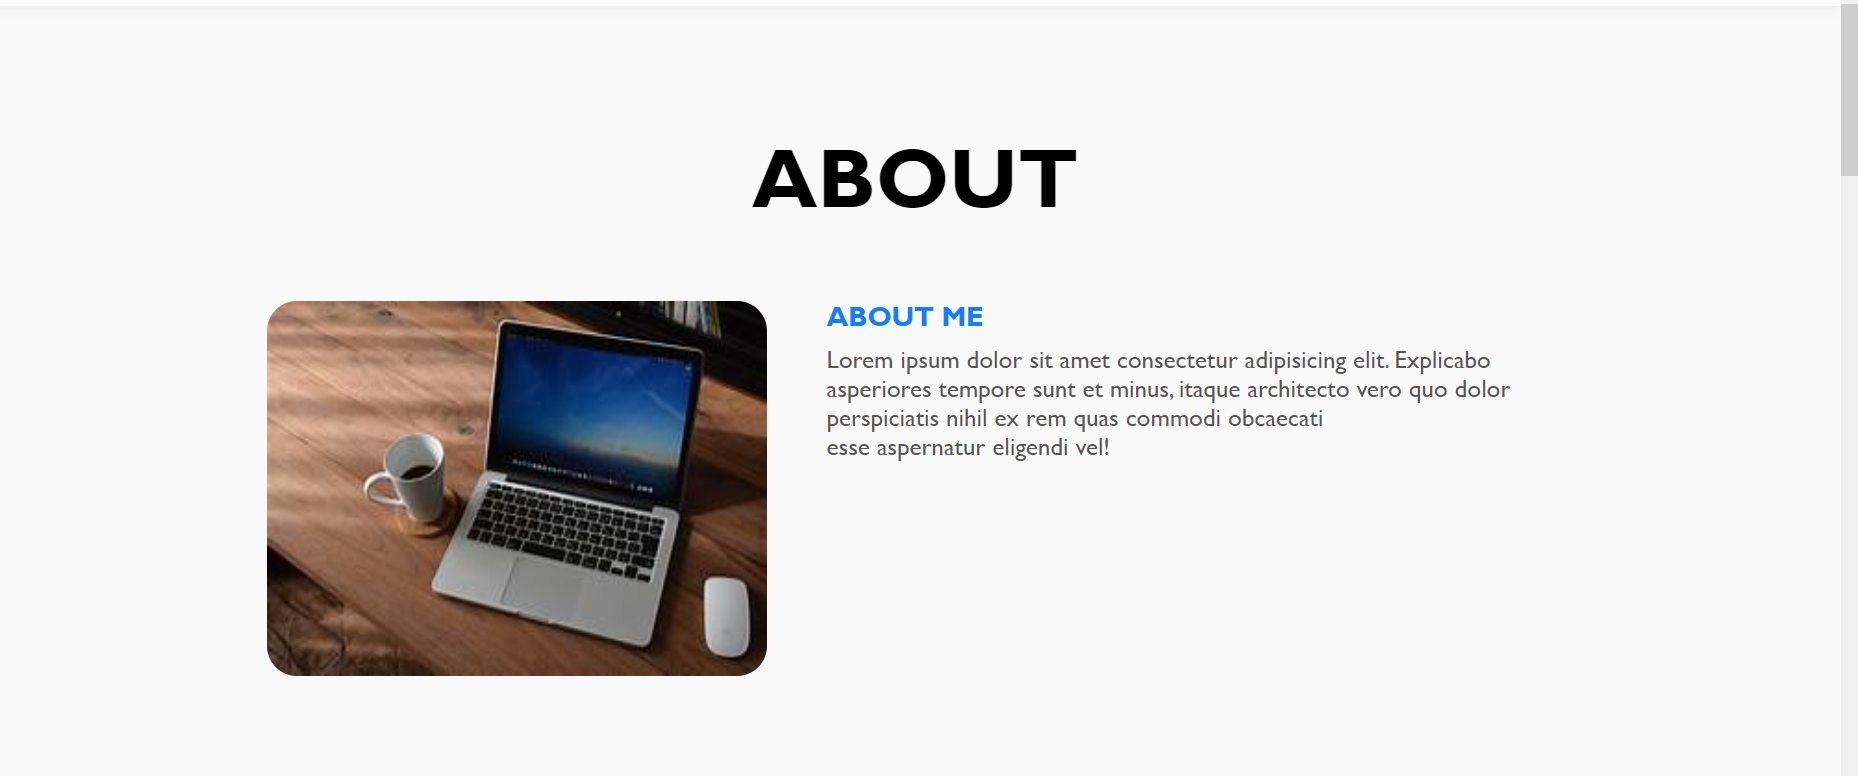 ABOUT
ABOUT ME
Lorem ipsum dolor sit amet consectetur adipisicing elit. Explicabo
asperiores tempore sunt et minus, itaque architecto vero quo dolor
perspiciatis nihil ex rem quas commodi obcaecati
esse aspernatur eligendi vel!